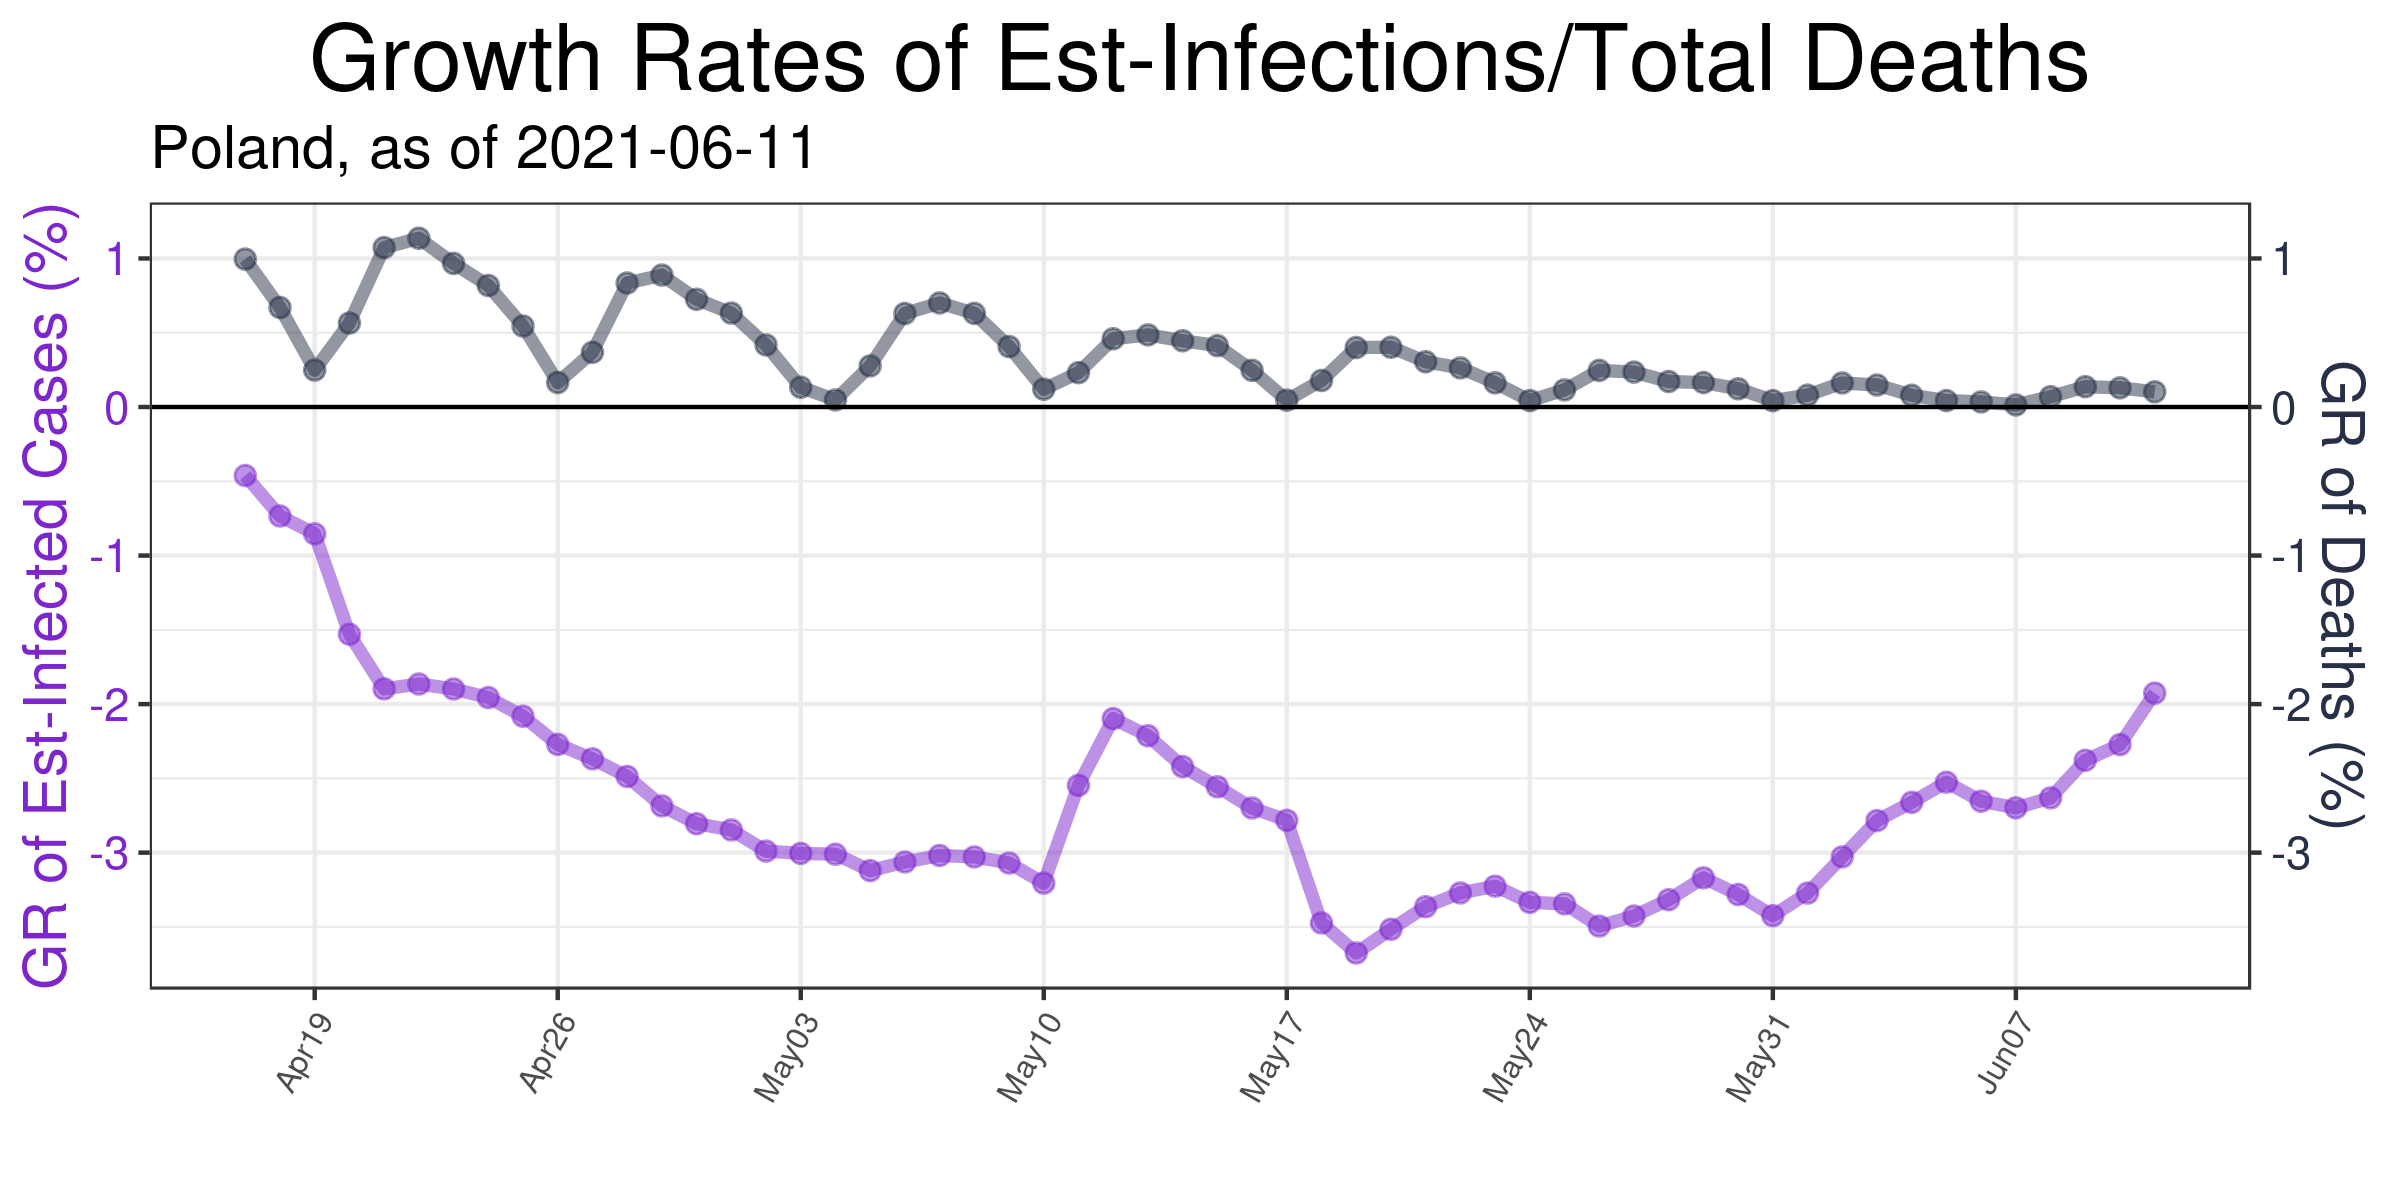 Growth Rates of Est-Infections/Total Deaths
Poland, as of 2021-06-11
GR of Est-Infected Cases (%)
1
0
-1
-2
-3
1
0
-1
-2
-3
GR of Deaths (%)
Apr19
Apr26
May03
May10
May17
May24
May31
Jun07